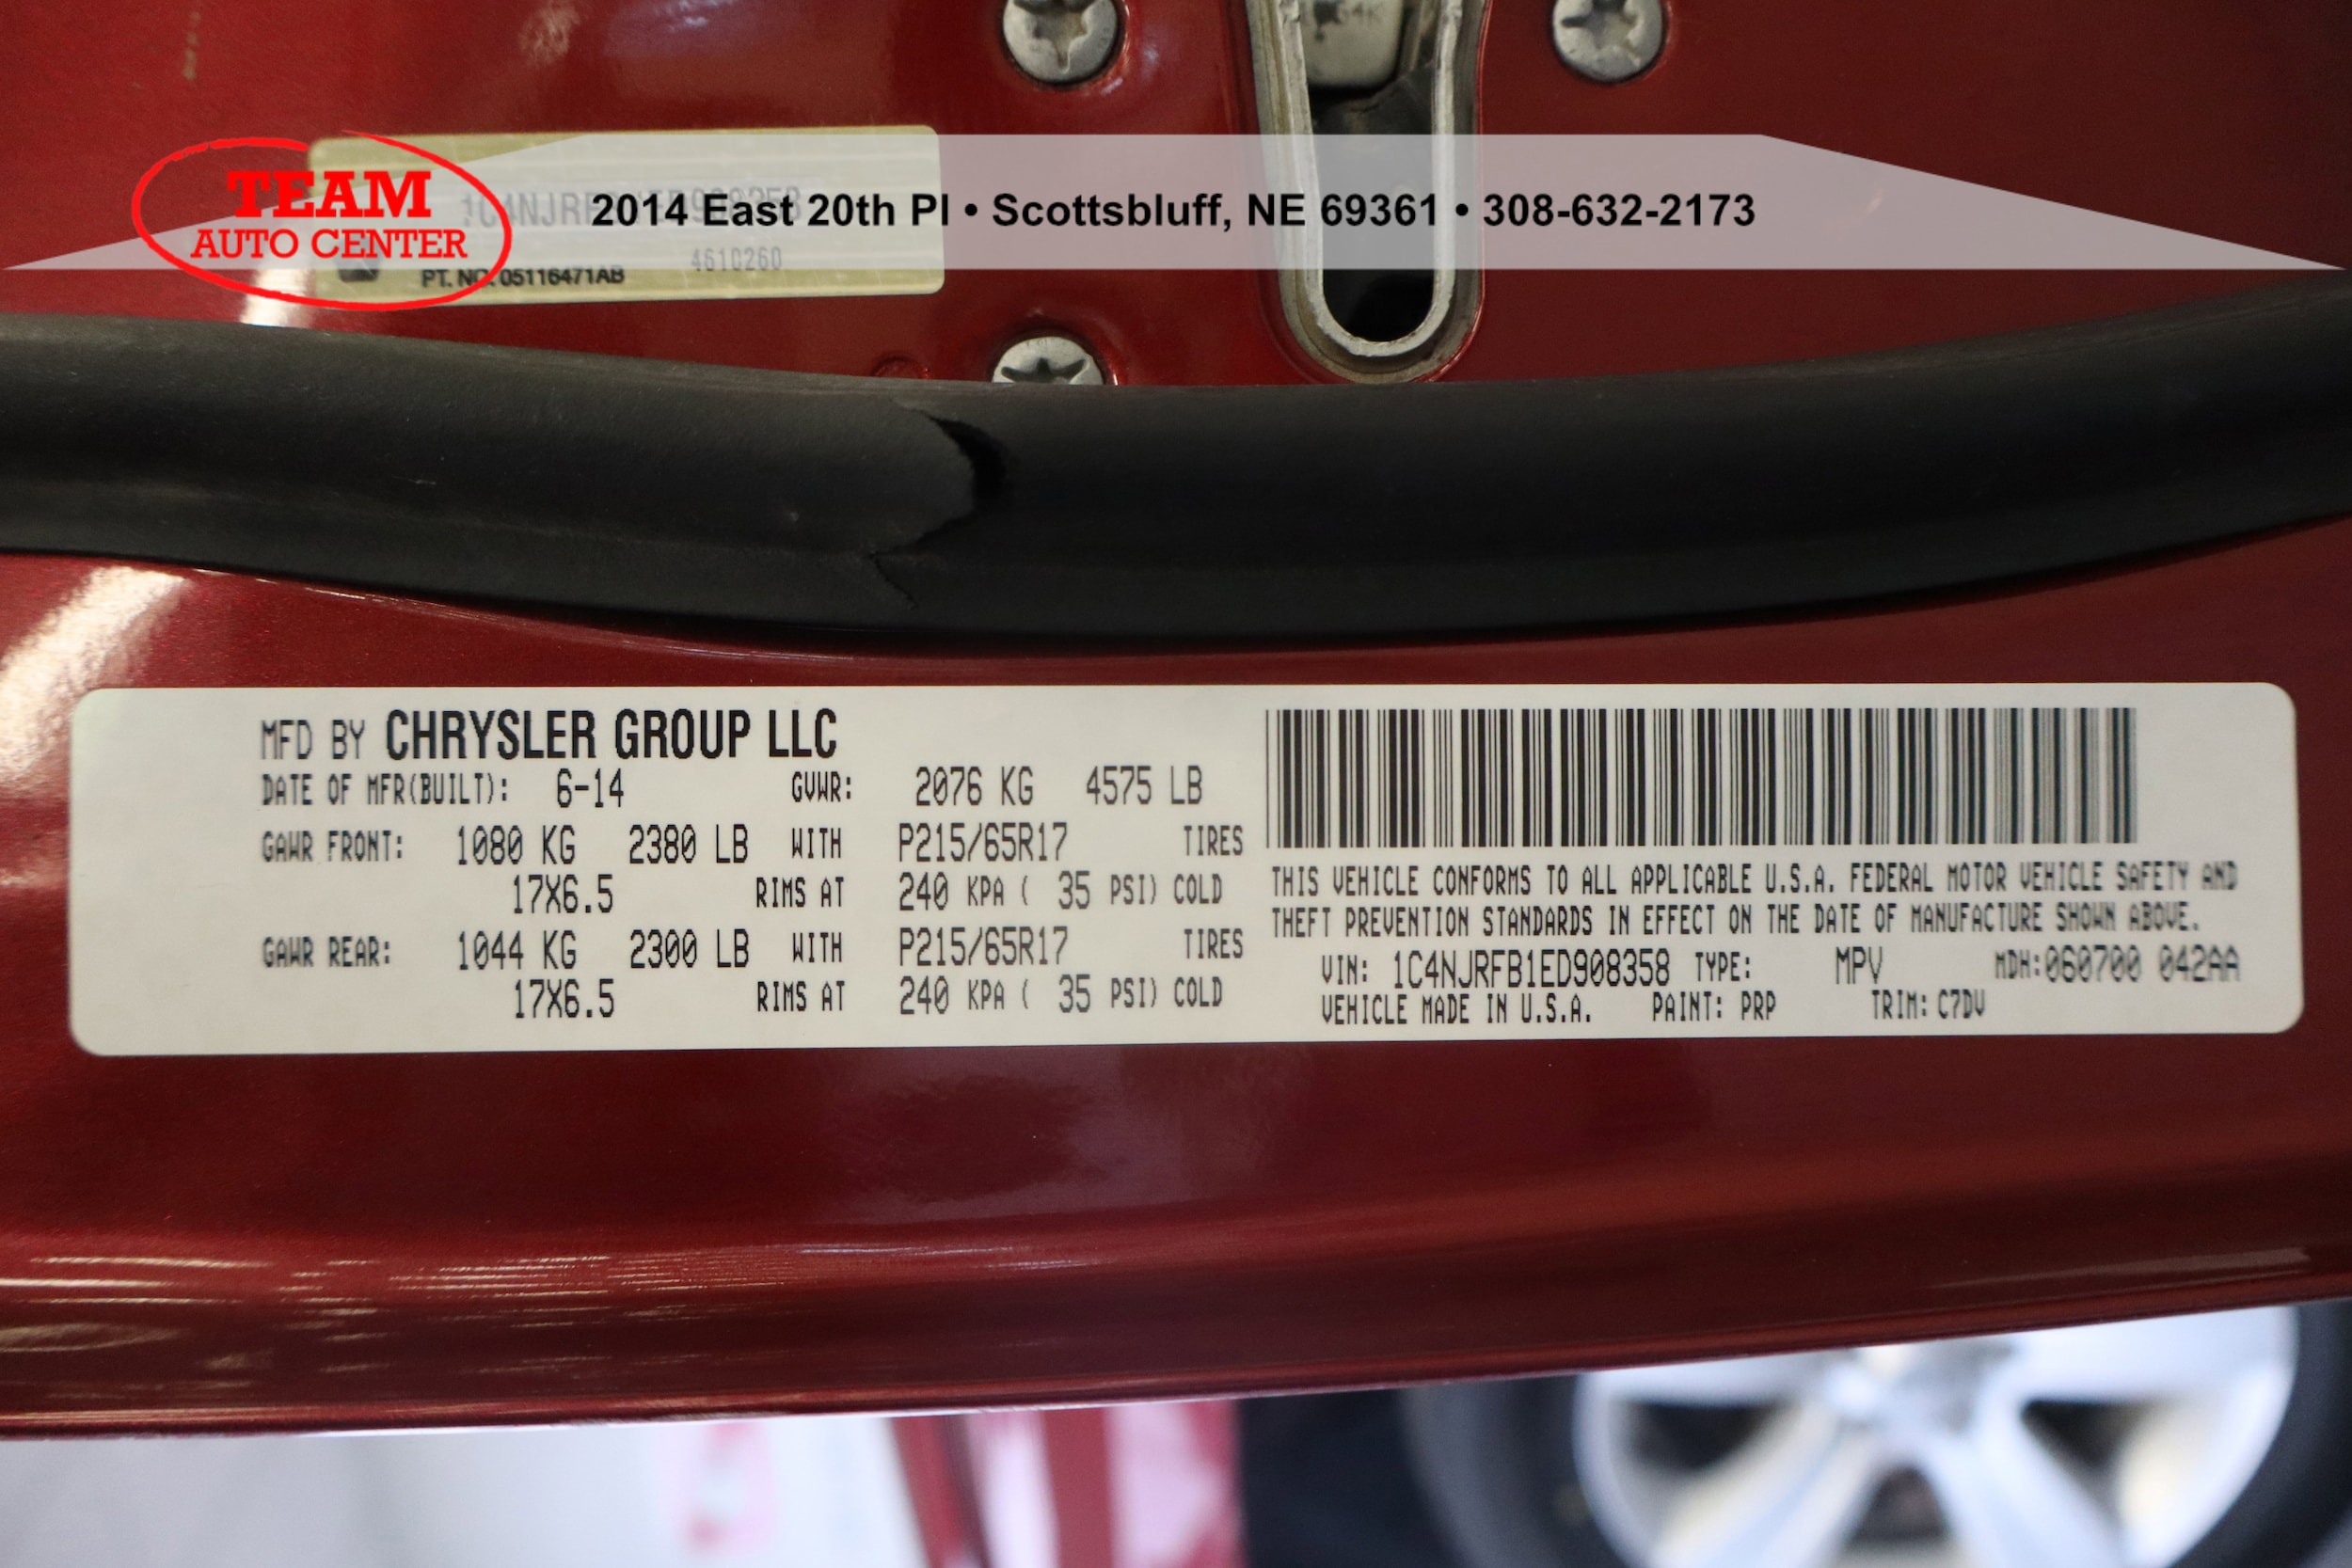 TEAM
AUTO CENTER
2014 East 20th Pl • Scottsbluff, NE 69361 • 308-632-2173
4610260
PT. NO. 05116471AB
MFD BY CHRYSLER GROUP LLC
DATE OF MFR(BUILT): 6-14 GVWR: 2076 KG 4575 LB
GAWR FRONT: 1080 KG 2380 LB WITH P215/65R17 TIRES
17X6.5 RIMS AT 240 KPA ( 35 PSI) COLD
GAWR REAR: 1044 KG 2300 LB WITH P215/65R17 TIRES
17X6.5 RIMS AT 240 KPA ( 35 PSI) COLD
THIS VEHICLE CONFORMS TO ALL APPLICABLE U.S.A. FEDERAL MOTOR VEHICLE SAFETY AND
THEFT PREVENTION STANDARDS IN EFFECT ON THE DATE OF MANUFACTURE SHOWN ABOVE.
VIN: 1C4NJRFB1ED908358 TYPE: MPV MDH:060700 042AA
VEHICLE MADE IN U.S.A. PAINT: PRP TRIM: C7DV